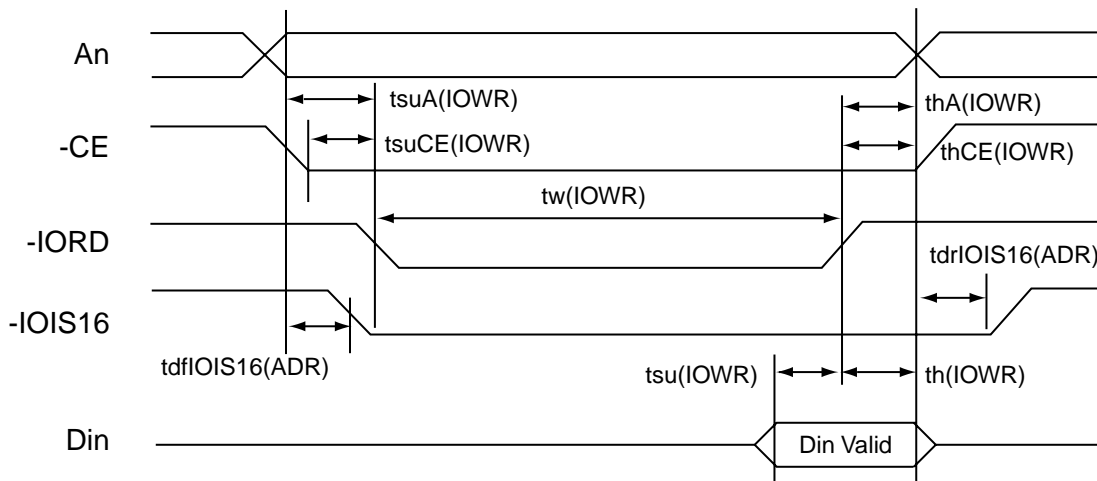 An
tsuA(IOWR)
thA(IOWR)
-CE
tsuCE(IOWR)
thCE(IOWR)
tw(IOWR)
-IORD
tdrIOIS16(ADR)
-IOIS16
tdfIOIS16(ADR)
tsu(IOWR)
th(IOWR)
Din
Din Valid